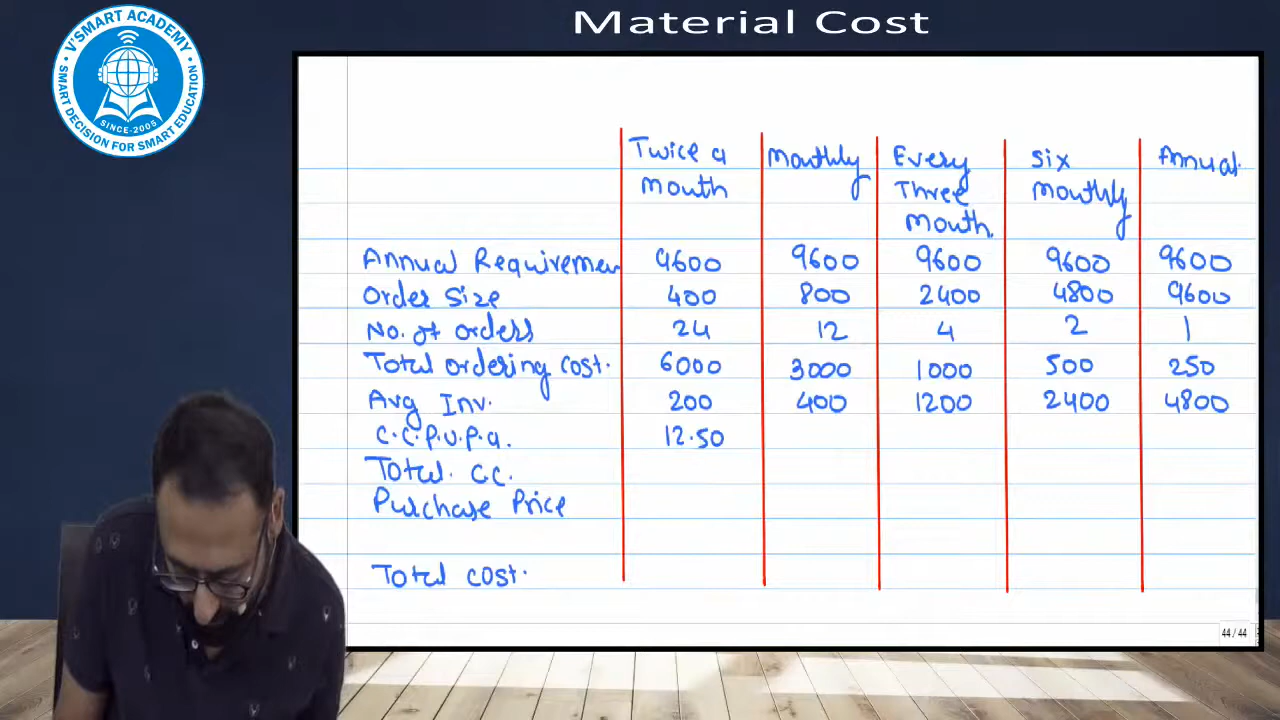 Material Cost
V'SMART ACADEMY
SINCE-2005
SMART DECISION FOR SMART EDUCATION
Twice a month | Monthly | Every Three Month. | Six Monthly | Annual.
Annual Requiremen 9600 9600 9600 9600 9600
Order Size 400 800 2400 4800 9600
No. of orders 24 12 4 2 1
Total ordering cost. 6000 3000 1000 500 250
Avg Inv. 200 400 1200 2400 4800
C.C.P.U.P.a. 12.50
Total. C.C.
Purchase Price
Total cost.
44 / 44